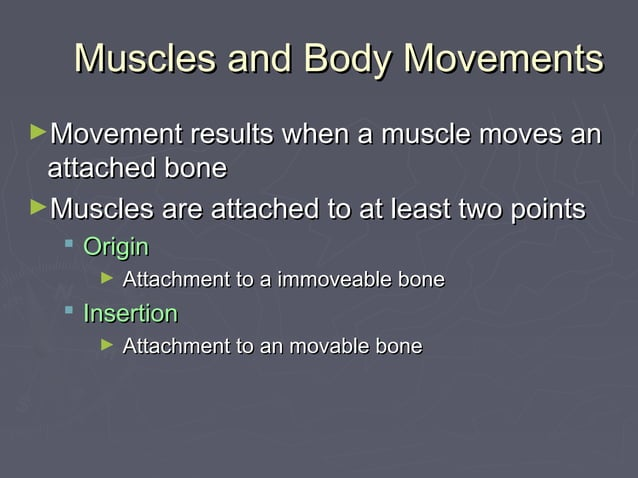 Muscles and Body Movements
►Movement results when a muscle moves an
attached bone
►Muscles are attached to at least two points
▪ Origin
► Attachment to a immoveable bone
▪ Insertion
► Attachment to an movable bone